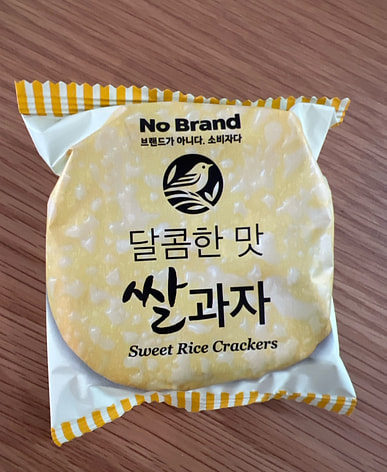 No Brand
브랜드가 아니다. 소비자다
달콤한 맛
쌀과자
Sweet Rice Crackers